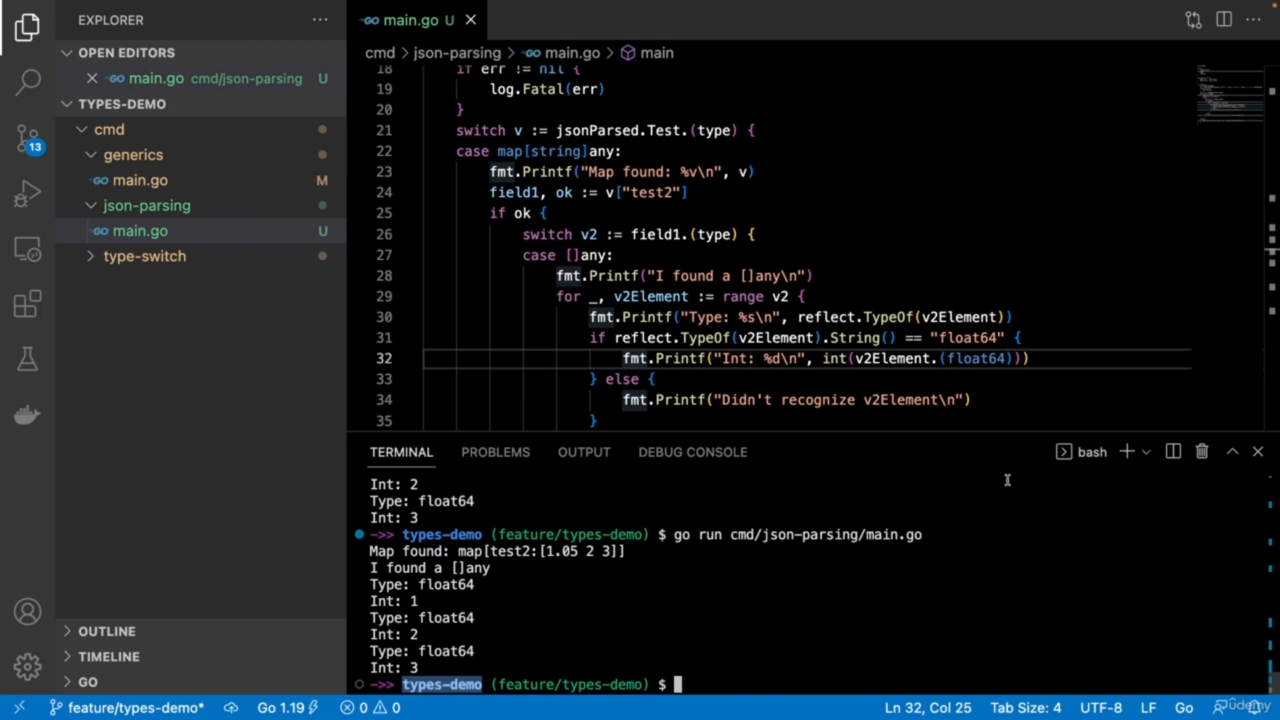 EXPLORER
OPEN EDITORS
main.go cmd/json-parsing U
TYPES-DEMO
cmd
generics
main.go M
json-parsing
main.go U
type-switch
OUTLINE
TIMELINE
GO
13
main.go U
cmd > json-parsing > main.go > main
18 if err != nil {
19 log.Fatal(err)
20 }
21 switch v := jsonParsed.Test.(type) {
22 case map[string]any:
23 fmt.Printf("Map found: %v\n", v)
24 field1, ok := v["test2"]
25 if ok {
26 switch v2 := field1.(type) {
27 case []any:
28 fmt.Printf("I found a []any\n")
29 for _, v2Element := range v2 {
30 fmt.Printf("Type: %s\n", reflect.TypeOf(v2Element))
31 if reflect.TypeOf(v2Element).String() == "float64" {
32 fmt.Printf("Int: %d\n", int(v2Element.(float64)))
33 } else {
34 fmt.Printf("Didn't recognize v2Element\n")
35 }
TERMINAL PROBLEMS OUTPUT DEBUG CONSOLE bash
Int: 2
Type: float64
Int: 3
->> types-demo (feature/types-demo) $ go run cmd/json-parsing/main.go
Map found: map[test2:[1.05 2 3]]
I found a []any
Type: float64
Int: 1
Type: float64
Int: 2
Type: float64
Int: 3
->> types-demo (feature/types-demo) $
feature/types-demo* Go 1.19 0 0 Ln 32, Col 25 Tab Size: 4 UTF-8 LF Go
Udemy